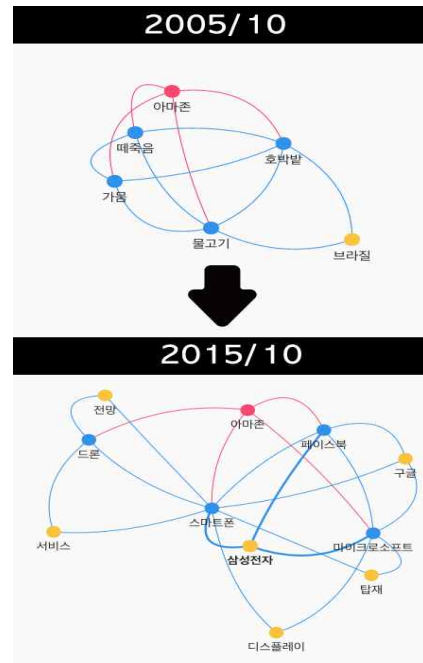 2005/10
아마존
떼죽음
호박밭
가뭄
물고기
브라질
2015/10
전망
아마존
페이스북
드론
구글
스마트폰
서비스
마이크로소프트
삼성전자
탑재
디스플레이